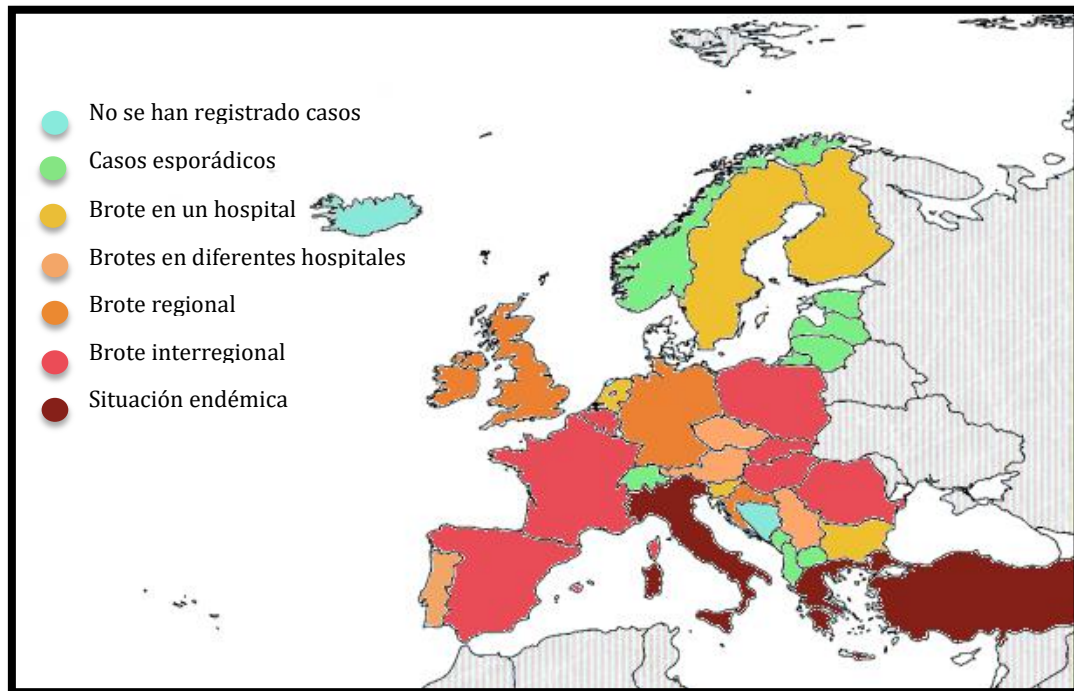 No se han registrado casos
Casos esporádicos
Brote en un hospital
Brotes en diferentes hospitales
Brote regional
Brote interregional
Situación endémica